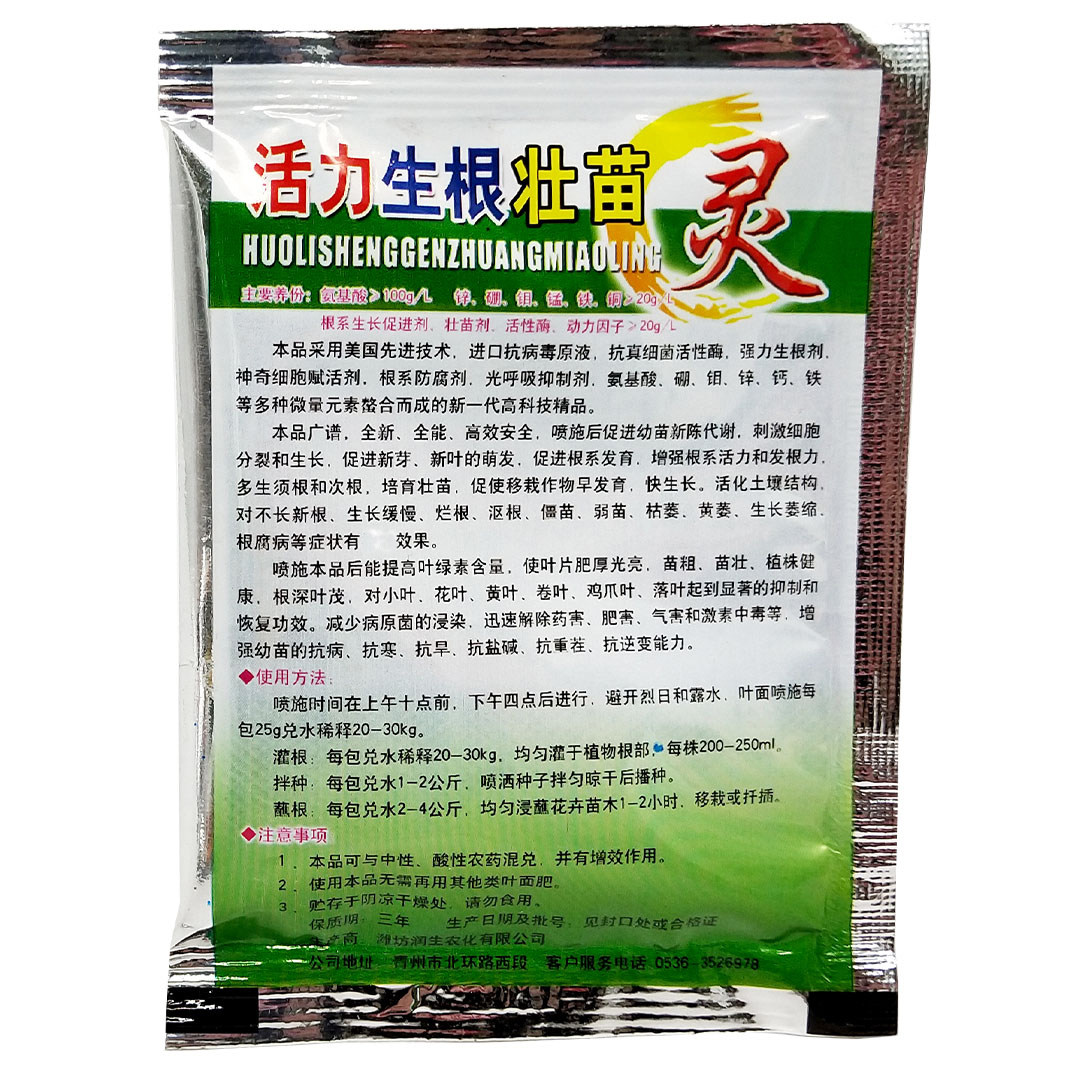 活力生根壮苗灵
HUOLISHENGGENZHUANGMIAOLING
主要养份：氨基酸≥100g/L 锌、硼、钼、锰、铁、铜≥20g/L
根系生长促进剂、壮苗剂、活性酶、动力因子≥20g/L
本品采用美国先进技术，进口抗病毒原液，抗真细菌活性酶，强力生根剂，
神奇细胞赋活剂，根系防腐剂，光呼吸抑制剂，氨基酸、硼、钼、锌、钙、铁
等多种微量元素螯合而成的新一代高科技精品。
本品广谱，全新、全能、高效安全，喷施后促进幼苗新陈代谢，刺激细胞
分裂和生长，促进新芽、新叶的萌发，促进根系发育，增强根系活力和发根力，
多生须根和次根，培育壮苗，促使移栽作物早发育，快生长。活化土壤结构，
对不长新根、生长缓慢、烂根、沤根、僵苗、弱苗、枯萎、黄萎、生长萎缩、
根腐病等症状有 效果。
喷施本品后能提高叶绿素含量，使叶片肥厚光亮，苗粗、苗壮、植株健
康，根深叶茂，对小叶、花叶、黄叶、卷叶、鸡爪叶、落叶起到显著的抑制和
恢复功效。减少病原菌的浸染，迅速解除药害、肥害、气害和激素中毒等，增
强幼苗的抗病、抗寒、抗旱、抗盐碱、抗重茬、抗逆变能力。
◆使用方法：
喷施时间在上午十点前，下午四点后进行，避开烈日和露水，叶面喷施每
包25g兑水稀释20-30kg。
灌根：每包兑水稀释20-30kg，均匀灌于植物根部，每株200-250ml。
拌种：每包兑水1-2公斤，喷洒种子拌匀晾干后播种。
蘸根：每包兑水2-4公斤，均匀浸蘸花卉苗木1-2小时，移栽或扦插。
◆注意事项
1．本品可与中性、酸性农药混兑，并有增效作用。
2．使用本品无需再用其他类叶面肥。
3．贮存于阴凉干燥处，请勿食用。
保质期：三年 生产日期及批号：见封口处或合格证
生产商：潍坊润生农化有限公司
公司地址：青州市北环路西段 客户服务电话：0536-3526978